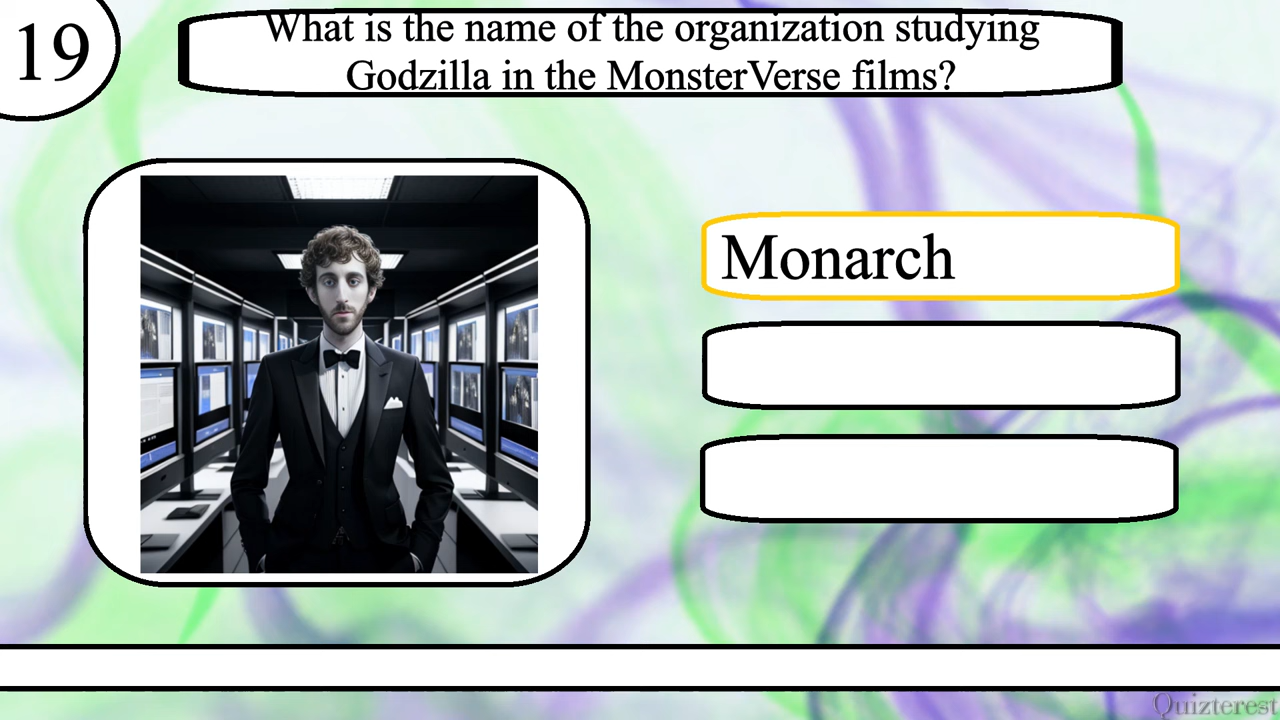 19
What is the name of the organization studying
Godzilla in the MonsterVerse films?
Monarch
Quizterest